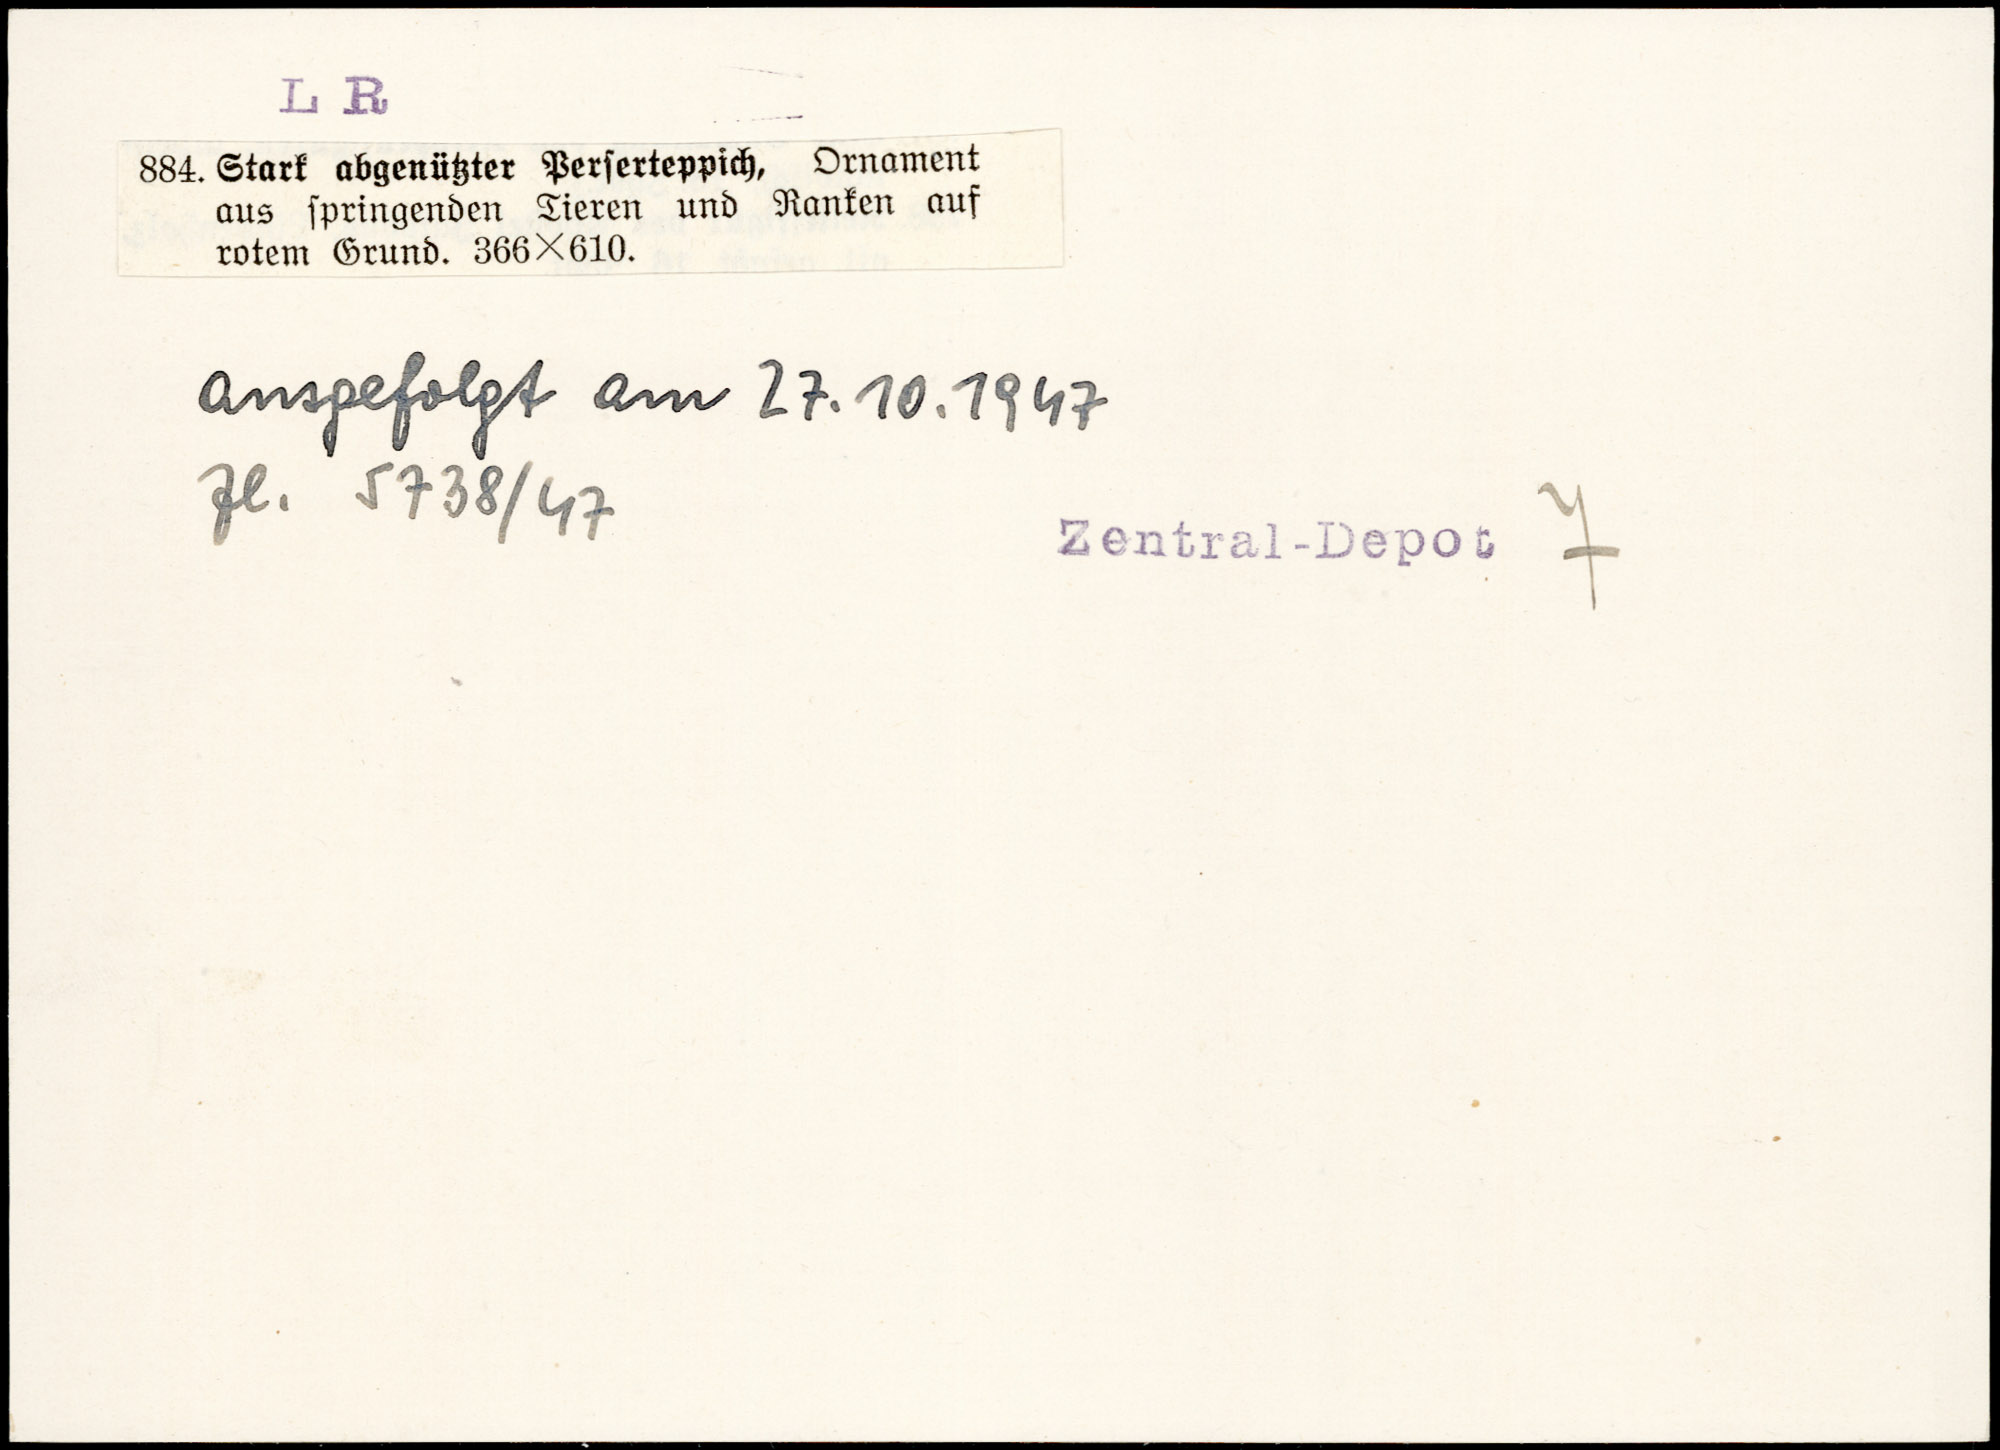 L R
884. Stark abgenützter Perserteppich, Ornament
aus springenden Tieren und Ranken auf
rotem Grund. 366×610.
ausgefolgt am 27.10.1947
Zl. 5738/47
Zentral-Depot 7